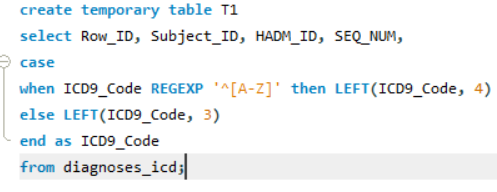 create temporary table T1
select Row_ID, Subject_ID, HADM_ID, SEQ_NUM,
case
when ICD9_Code REGEXP '^[A-Z]' then LEFT(ICD9_Code, 4)
else LEFT(ICD9_Code, 3)
end as ICD9_Code
from diagnoses_icd;